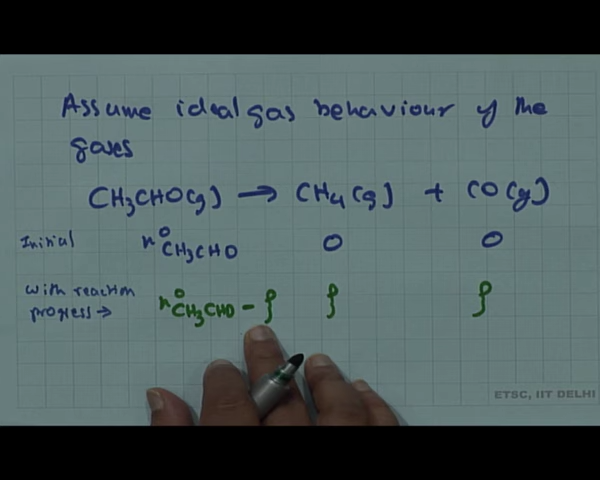 Assume ideal gas behaviour of the
gases
CH₃CHO(g) → CH₄(g) + CO(g)
Initial n°CH₃CHO 0 0
with reaction
progress → n°CH₃CHO - ξ ξ ξ
ETSC, IIT DELHI